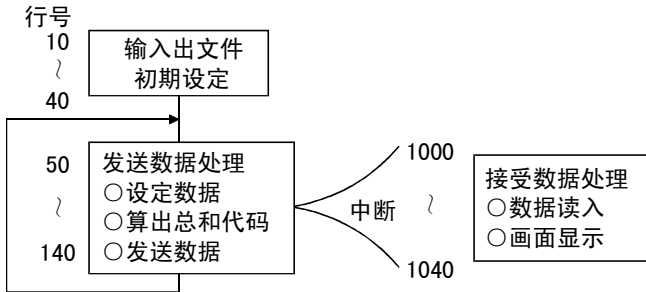 行号
10
～
40
输入出文件
初期设定
50
～
140
发送数据处理
○设定数据
○算出总和代码
○发送数据
中断
1000
～
1040
接受数据处理
○数据读入
○画面显示